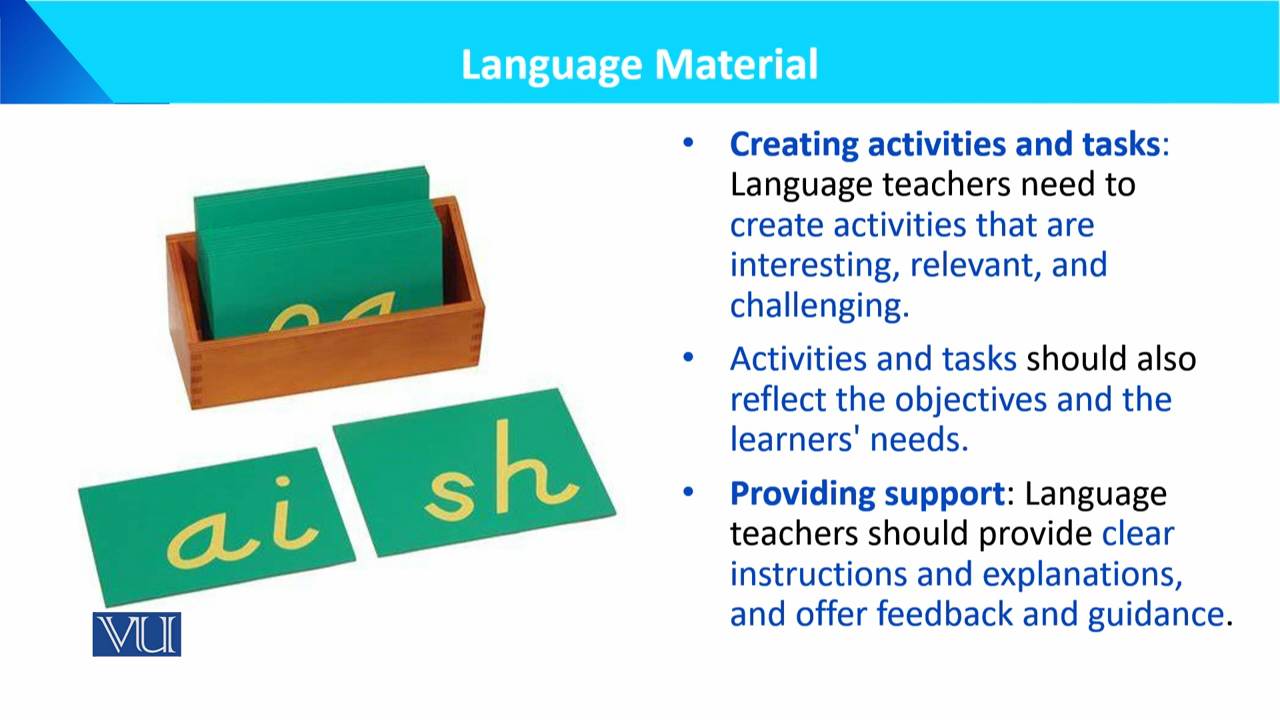 Language Material
• Creating activities and tasks:
Language teachers need to
create activities that are
interesting, relevant, and
challenging.
• Activities and tasks should also
reflect the objectives and the
learners' needs.
• Providing support: Language
teachers should provide clear
instructions and explanations,
and offer feedback and guidance.
ai
sh
VU